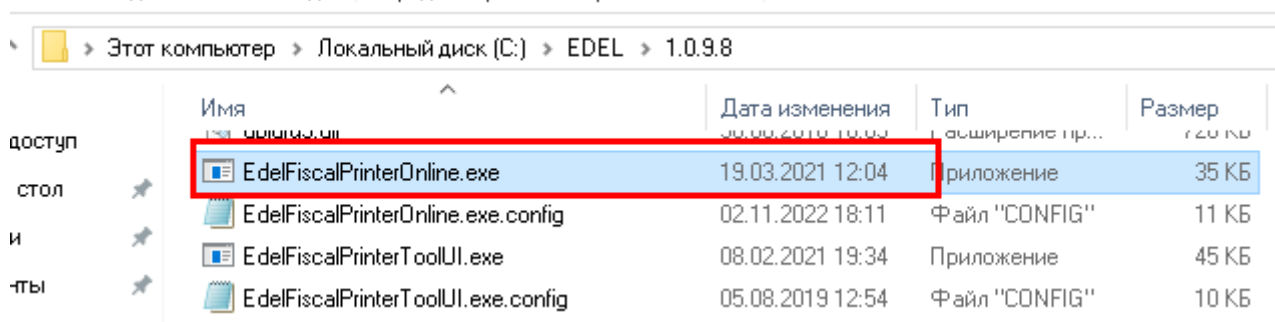 Этот компьютер > Локальный диск (C:) > EDEL > 1.0.9.8
Имя Дата изменения Тип Размер
доступ
EdelFiscalPrinterOnline.exe 19.03.2021 12:04 Приложение 35 КБ
стол
EdelFiscalPrinterOnline.exe.config 02.11.2022 18:11 Файл "CONFIG" 11 КБ
и
EdelFiscalPrinterToolUI.exe 08.02.2021 19:34 Приложение 45 КБ
нты
EdelFiscalPrinterToolUI.exe.config 05.08.2019 12:54 Файл "CONFIG" 10 КБ